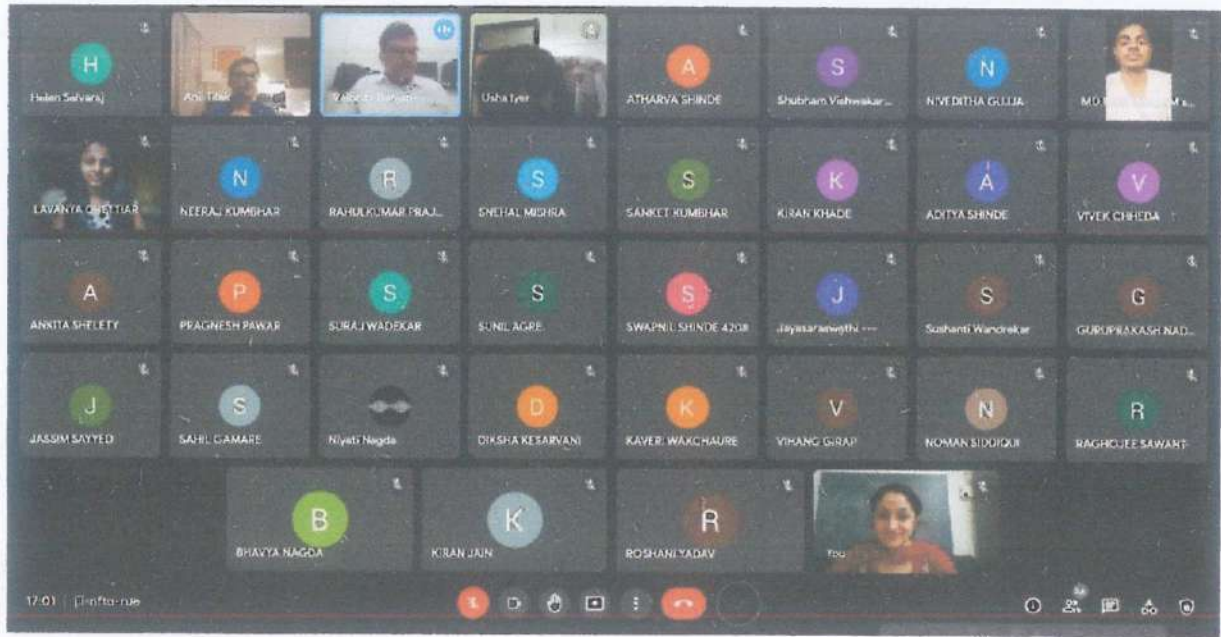 H
Helen Selvaraj
Anil Tilak
Usha Iyer
A
ATHARVA SHINDE
S
Shubham Vishwakar...
N
NIVEDITHA GUJJA
LAVANYA CHETTIAR
N
NEERAJ KUMBHAR
R
RAHULKUMAR PRAJ...
S
SNEHAL MISHRA
S
SANKET KUMBHAR
K
KIRAN KHADE
A
ADITYA SHINDE
V
VIVEK CHHEDA
A
ANKITA SHELETY
P
PRAGNESH PAWAR
S
SURAJ WADEKAR
S
SUNIL AGRE
S
SWAPNIL SHINDE 4208
J
Jayasaraswathi ---
S
Sushanti Wandrekar
G
GURUPRAKASH NAD...
J
JASSIM SAYYED
S
SAHIL GAMARE
Niyati Nagda
D
DIKSHA KESARVANI
K
KAVERI WAKCHAURE
V
VIHANG GIRAP
N
NOMAN SIDDIQUI
R
RAGHOJEE SAWANT
B
BHAVYA NAGDA
K
KIRAN JAIN
R
ROSHANI YADAV
You
17:01